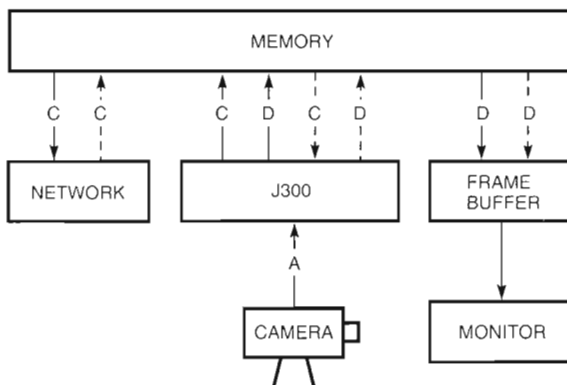 MEMORY
C
C
C
D
C
D
D
D
NETWORK
J300
FRAME
BUFFER
A
CAMERA
MONITOR